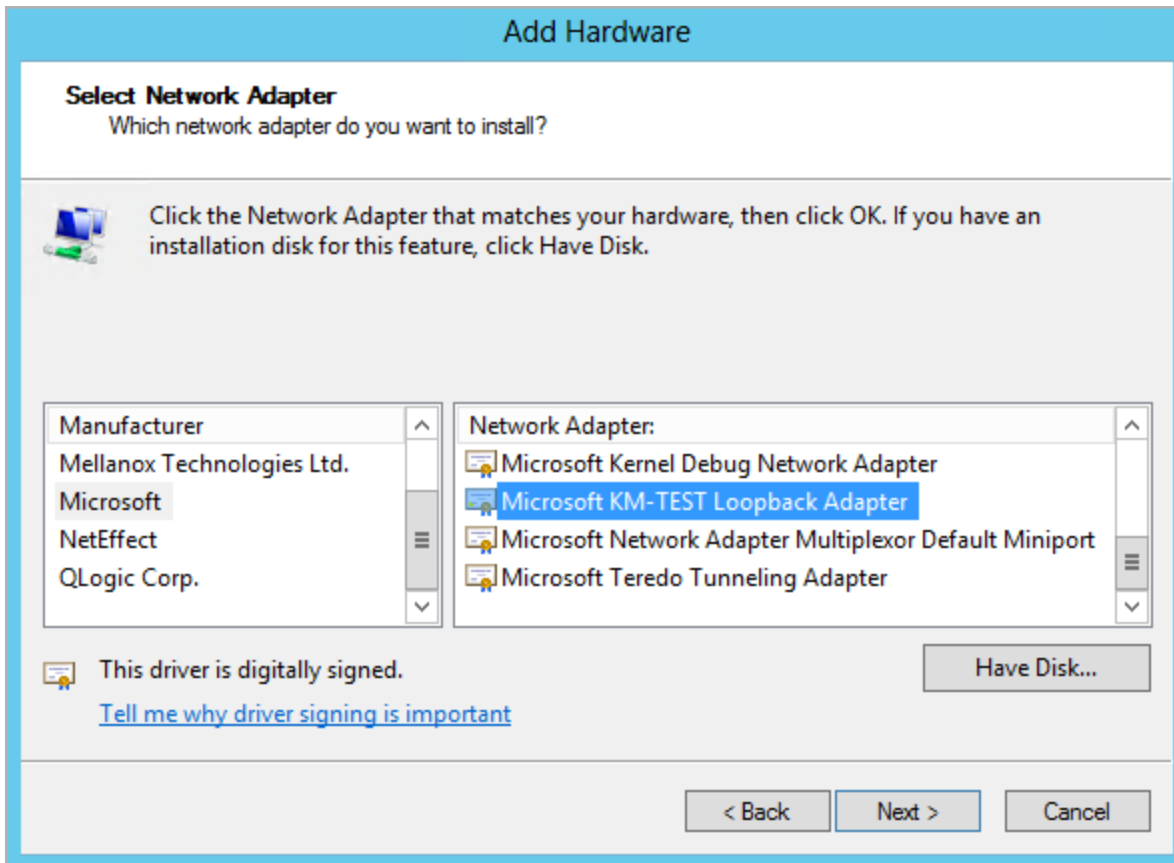 Add Hardware
Select Network Adapter
Which network adapter do you want to install?
Click the Network Adapter that matches your hardware, then click OK. If you have an
installation disk for this feature, click Have Disk.
Manufacturer
Mellanox Technologies Ltd.
Microsoft
NetEffect
QLogic Corp.
Network Adapter:
Microsoft Kernel Debug Network Adapter
Microsoft KM-TEST Loopback Adapter
Microsoft Network Adapter Multiplexor Default Miniport
Microsoft Teredo Tunneling Adapter
This driver is digitally signed.
Tell me why driver signing is important
Have Disk...
< Back
Next >
Cancel